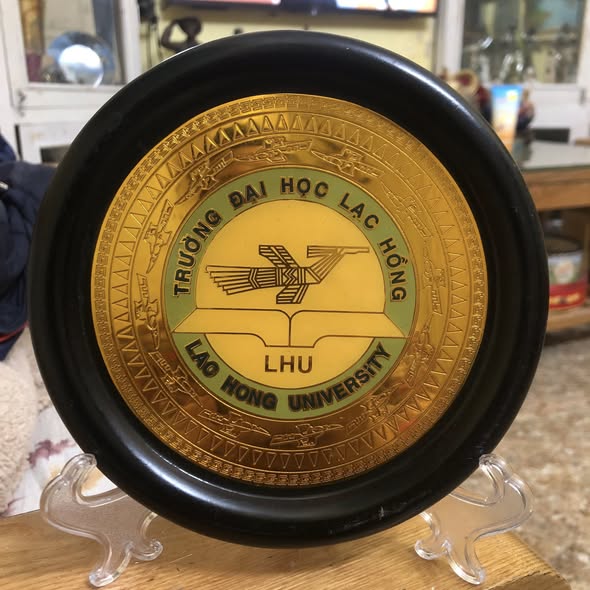 TRƯỜNG ĐẠI HỌC LẠC HỒNG
LHU
LAC HONG UNIVERSITY